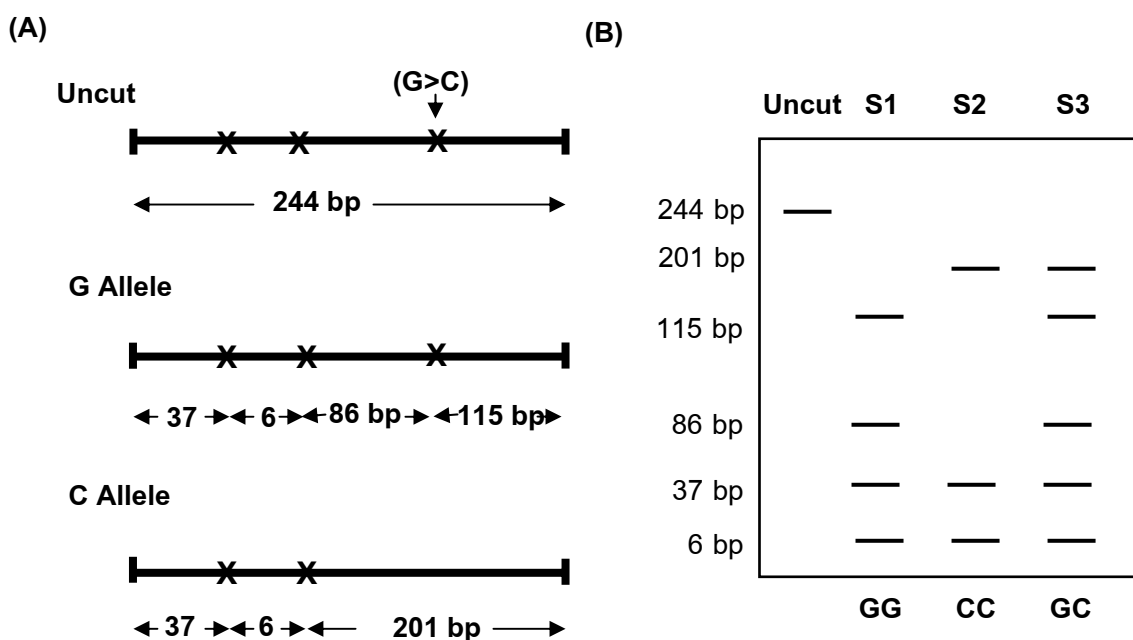 (A)
Uncut
(G>C)
X X X
244 bp
G Allele
X X X
37 6 86 bp 115 bp
C Allele
X X
37 6 201 bp
(B)
Uncut S1 S2 S3
244 bp
201 bp
115 bp
86 bp
37 bp
6 bp
GG CC GC